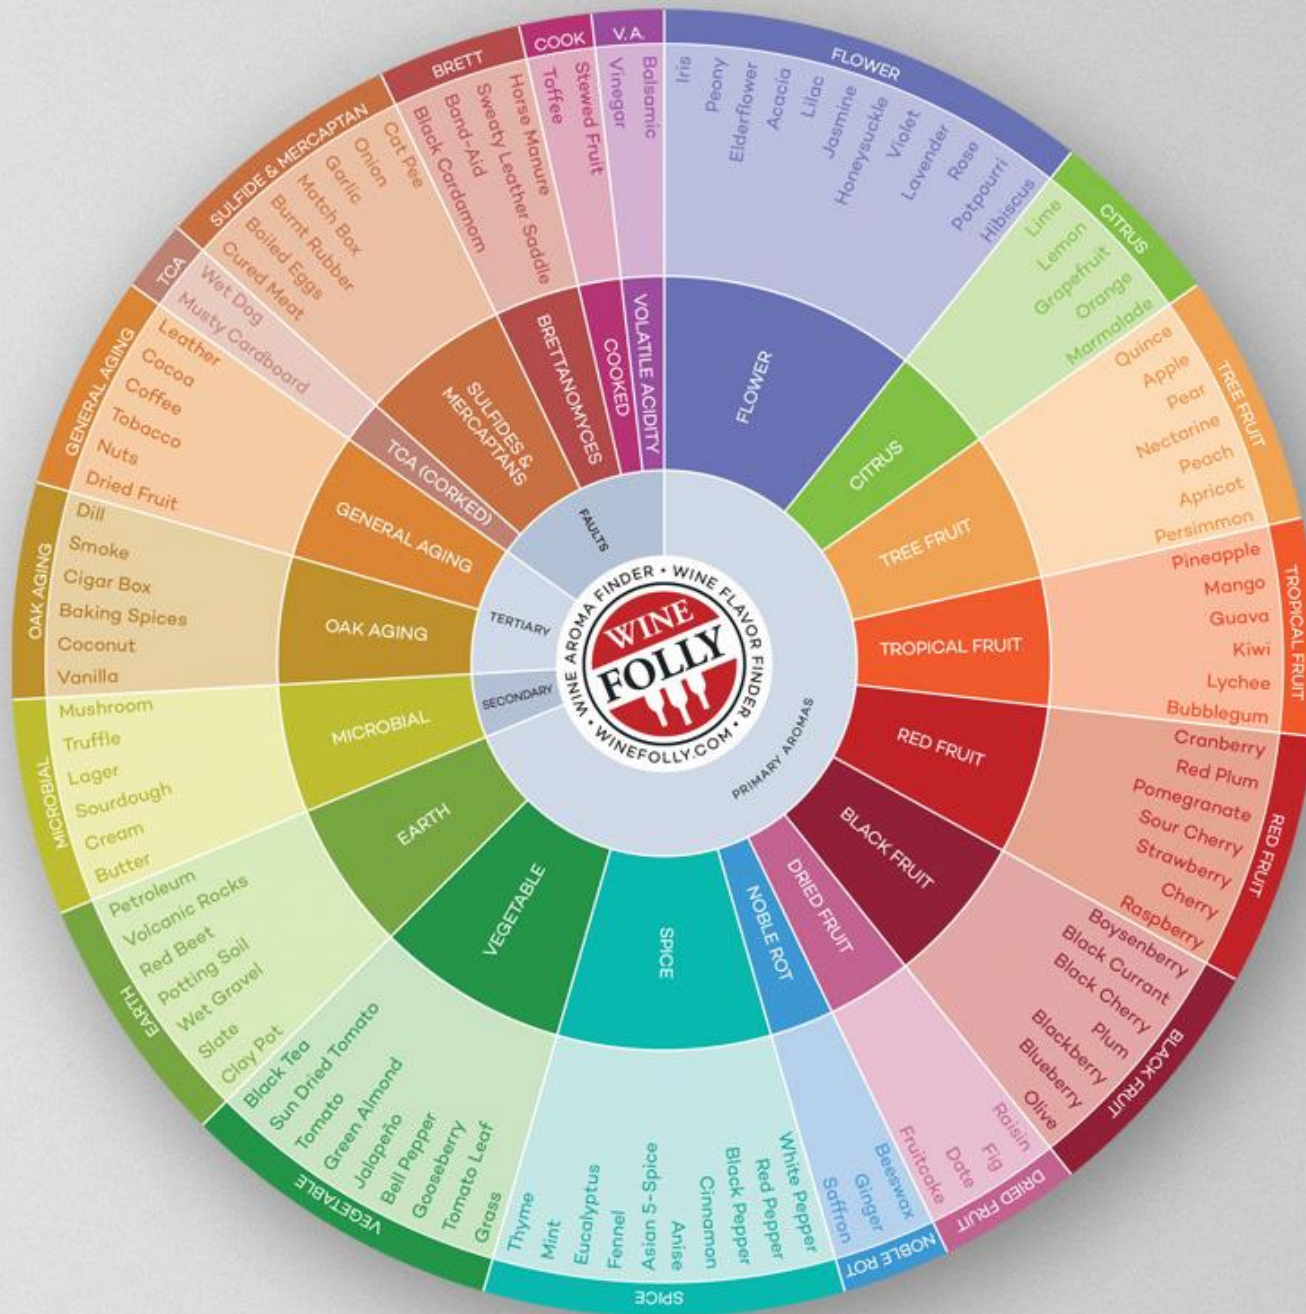 WINE AROMA FINDER • WINE FLAVOR FINDER •
WINEFOLLY.COM •
WINE
FOLLY
PRIMARY AROMAS
FLOWER
FLOWER
Iris
Peony
Elderflower
Acacia
Lilac
Jasmine
Honeysuckle
Violet
Lavender
Rose
Potpourri
Hibiscus
CITRUS
CITRUS
Lime
Lemon
Grapefruit
Orange
Marmalade
TREE FRUIT
TREE FRUIT
Quince
Apple
Pear
Nectarine
Peach
Apricot
Persimmon
TROPICAL FRUIT
TROPICAL FRUIT
Pineapple
Mango
Guava
Kiwi
Lychee
Bubblegum
RED FRUIT
RED FRUIT
Cranberry
Red Plum
Pomegranate
Sour Cherry
Strawberry
Cherry
Raspberry
BLACK FRUIT
BLACK FRUIT
Boysenberry
Black Currant
Black Cherry
Plum
Blackberry
Blueberry
Olive
DRIED FRUIT
DRIED FRUIT
Raisin
Fig
Date
Fruitcake
NOBLE ROT
NOBLE ROT
Beeswax
Ginger
Saffron
SPICE
SPICE
White Pepper
Red Pepper
Black Pepper
Cinnamon
Anise
Asian 5-Spice
Fennel
Eucalyptus
Mint
Thyme
VEGETABLE
VEGETABLE
Grass
Tomato Leaf
Gooseberry
Bell Pepper
Jalapeño
Green Almond
Tomato
Sun Dried Tomato
Black Tea
EARTH
EARTH
Clay Pot
Slate
Wet Gravel
Potting Soil
Red Beet
Volcanic Rocks
Petroleum
SECONDARY
MICROBIAL
MICROBIAL
Butter
Cream
Sourdough
Lager
Truffle
Mushroom
TERTIARY
OAK AGING
OAK AGING
Vanilla
Coconut
Baking Spices
Cigar Box
Smoke
Dill
GENERAL AGING
GENERAL AGING
Dried Fruit
Nuts
Tobacco
Coffee
Cocoa
Leather
FAULTS
TCA (CORKED)
TCA
Musty Cardboard
Wet Dog
SULFIDES &
MERCAPTANS
SULFIDE & MERCAPTAN
Cured Meat
Boiled Eggs
Burnt Rubber
Match Box
Garlic
Onion
Cat Pee
BRETTANOMYCES
BRETT
Black Cardamom
Band-Aid
Sweaty Leather Saddle
Horse Manure
COOKED
COOK
Toffee
Stewed Fruit
VOLATILE ACIDITY
V.A.
Vinegar
Balsamic